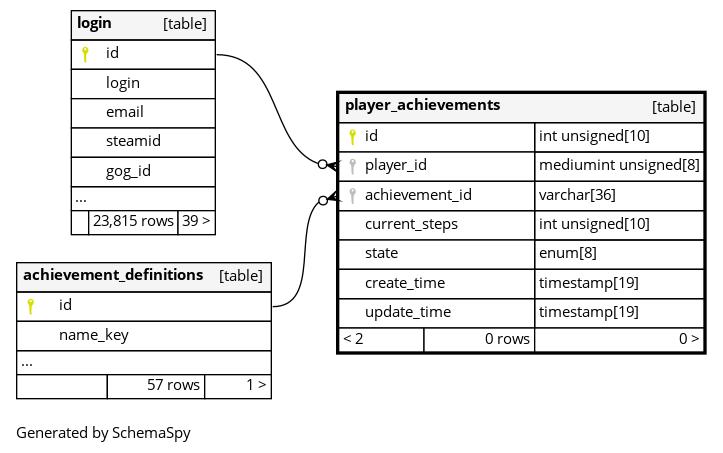 login [table]
id
login
email
steamid
gog_id
...
23,815 rows 39 >
player_achievements [table]
id int unsigned[10]
player_id mediumint unsigned[8]
achievement_id varchar[36]
current_steps int unsigned[10]
state enum[8]
create_time timestamp[19]
update_time timestamp[19]
< 2 0 rows 0 >
achievement_definitions [table]
id
name_key
...
57 rows 1 >
Generated by SchemaSpy